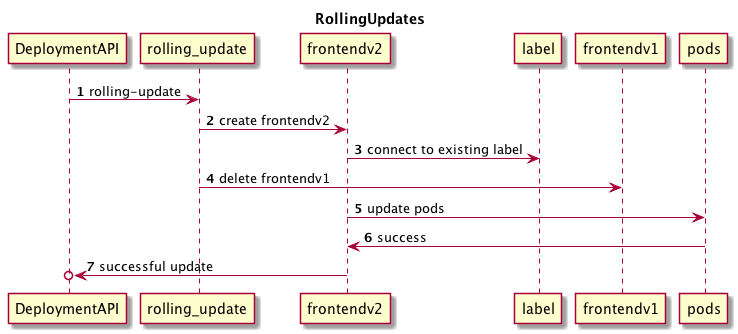 RollingUpdates
DeploymentAPI rolling_update frontendv2 label frontendv1 pods
1 rolling-update
2 create frontendv2
3 connect to existing label
4 delete frontendv1
5 update pods
6 success
7 successful update
DeploymentAPI rolling_update frontendv2 label frontendv1 pods